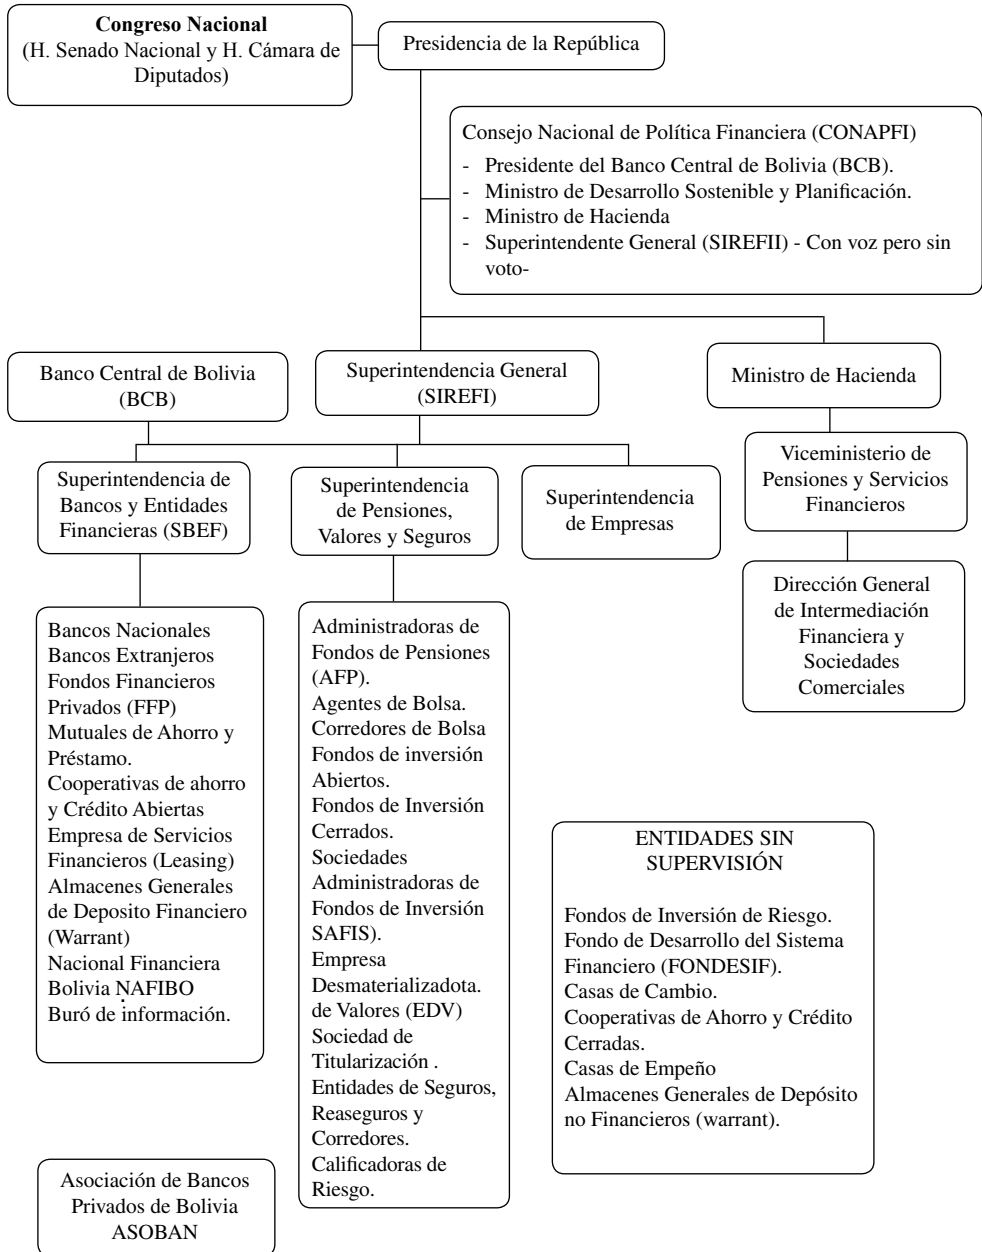 Congreso Nacional
(H. Senado Nacional y H. Cámara de
Diputados)
Presidencia de la República
Consejo Nacional de Política Financiera (CONAPFI)
- Presidente del Banco Central de Bolivia (BCB).
- Ministro de Desarrollo Sostenible y Planificación.
- Ministro de Hacienda
- Superintendente General (SIREFII) - Con voz pero sin
voto-
Banco Central de Bolivia
(BCB)
Superintendencia General
(SIREFI)
Ministro de Hacienda
Superintendencia de
Bancos y Entidades
Financieras (SBEF)
Superintendencia
de Pensiones,
Valores y Seguros
Superintendencia
de Empresas
Viceministerio de
Pensiones y Servicios
Financieros
Dirección General
de Intermediación
Financiera y
Sociedades
Comerciales
Bancos Nacionales
Bancos Extranjeros
Fondos Financieros
Privados (FFP)
Mutuales de Ahorro y
Préstamo.
Cooperativas de ahorro
y Crédito Abiertas
Empresa de Servicios
Financieros (Leasing)
Almacenes Generales
de Deposito Financiero
(Warrant)
Nacional Financiera
Bolivia NAFIBO
Buró de información.
Administradoras de
Fondos de Pensiones
(AFP).
Agentes de Bolsa.
Corredores de Bolsa
Fondos de inversión
Abiertos.
Fondos de Inversión
Cerrados.
Sociedades
Administradoras de
Fondos de Inversión
SAFIS).
Empresa
Desmaterializadota.
de Valores (EDV)
Sociedad de
Titularización .
Entidades de Seguros,
Reaseguros y
Corredores.
Calificadoras de
Riesgo.
ENTIDADES SIN
SUPERVISIÓN
Fondos de Inversión de Riesgo.
Fondo de Desarrollo del Sistema
Financiero (FONDESIF).
Casas de Cambio.
Cooperativas de Ahorro y Crédito
Cerradas.
Casas de Empeño
Almacenes Generales de Depósito
no Financieros (warrant).
Asociación de Bancos
Privados de Bolivia
ASOBAN